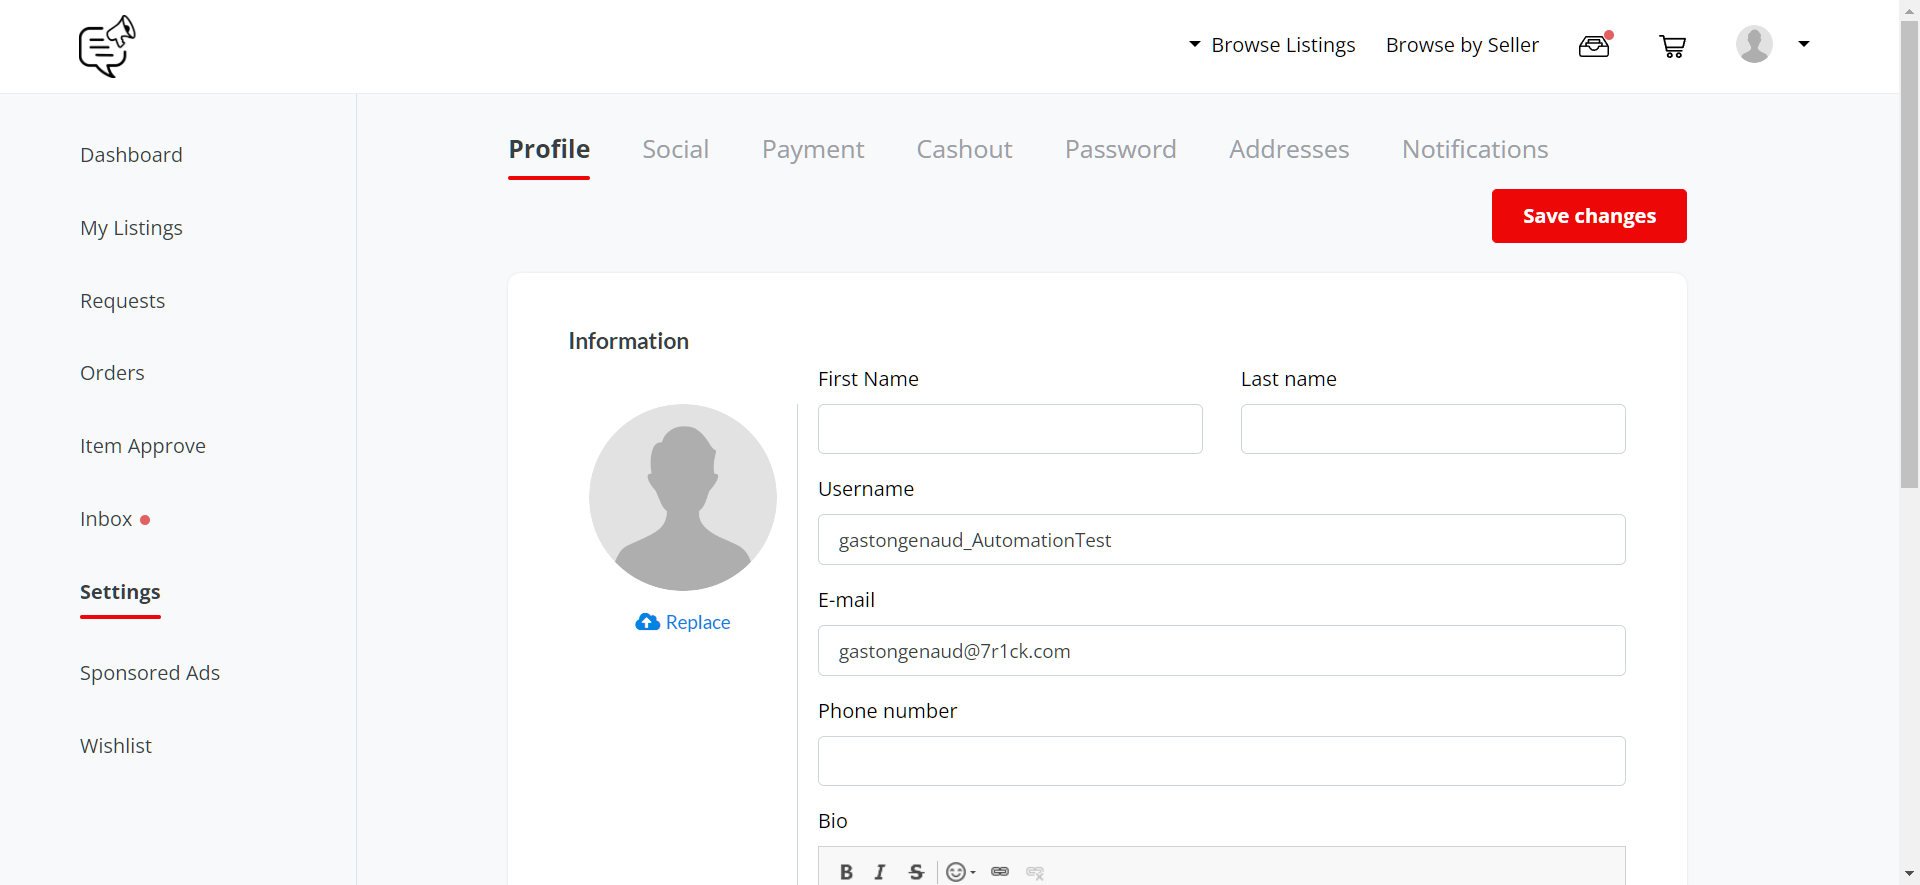 Browse Listings
Browse by Seller
Dashboard
My Listings
Requests
Orders
Item Approve
Inbox
Settings
Sponsored Ads
Wishlist
Profile
Social
Payment
Cashout
Password
Addresses
Notifications
Save changes
Information
First Name
Last name
Replace
Username
gastongenaud_AutomationTest
E-mail
gastongenaud@7r1ck.com
Phone number
Bio
B I S